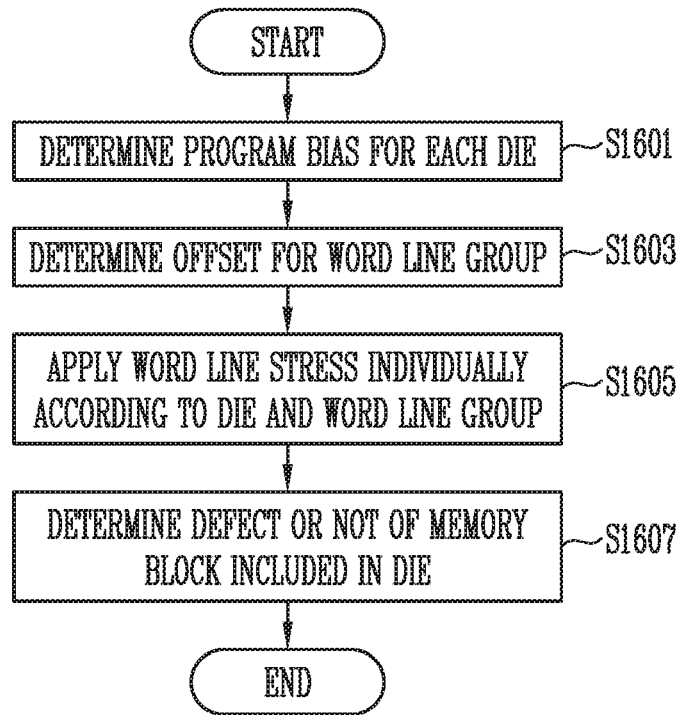 START
DETERMINE PROGRAM BIAS FOR EACH DIE
S1601
DETERMINE OFFSET FOR WORD LINE GROUP
S1603
APPLY WORD LINE STRESS INDIVIDUALLY
ACCORDING TO DIE AND WORD LINE GROUP
S1605
DETERMINE DEFECT OR NOT OF MEMORY
BLOCK INCLUDED IN DIE
S1607
END